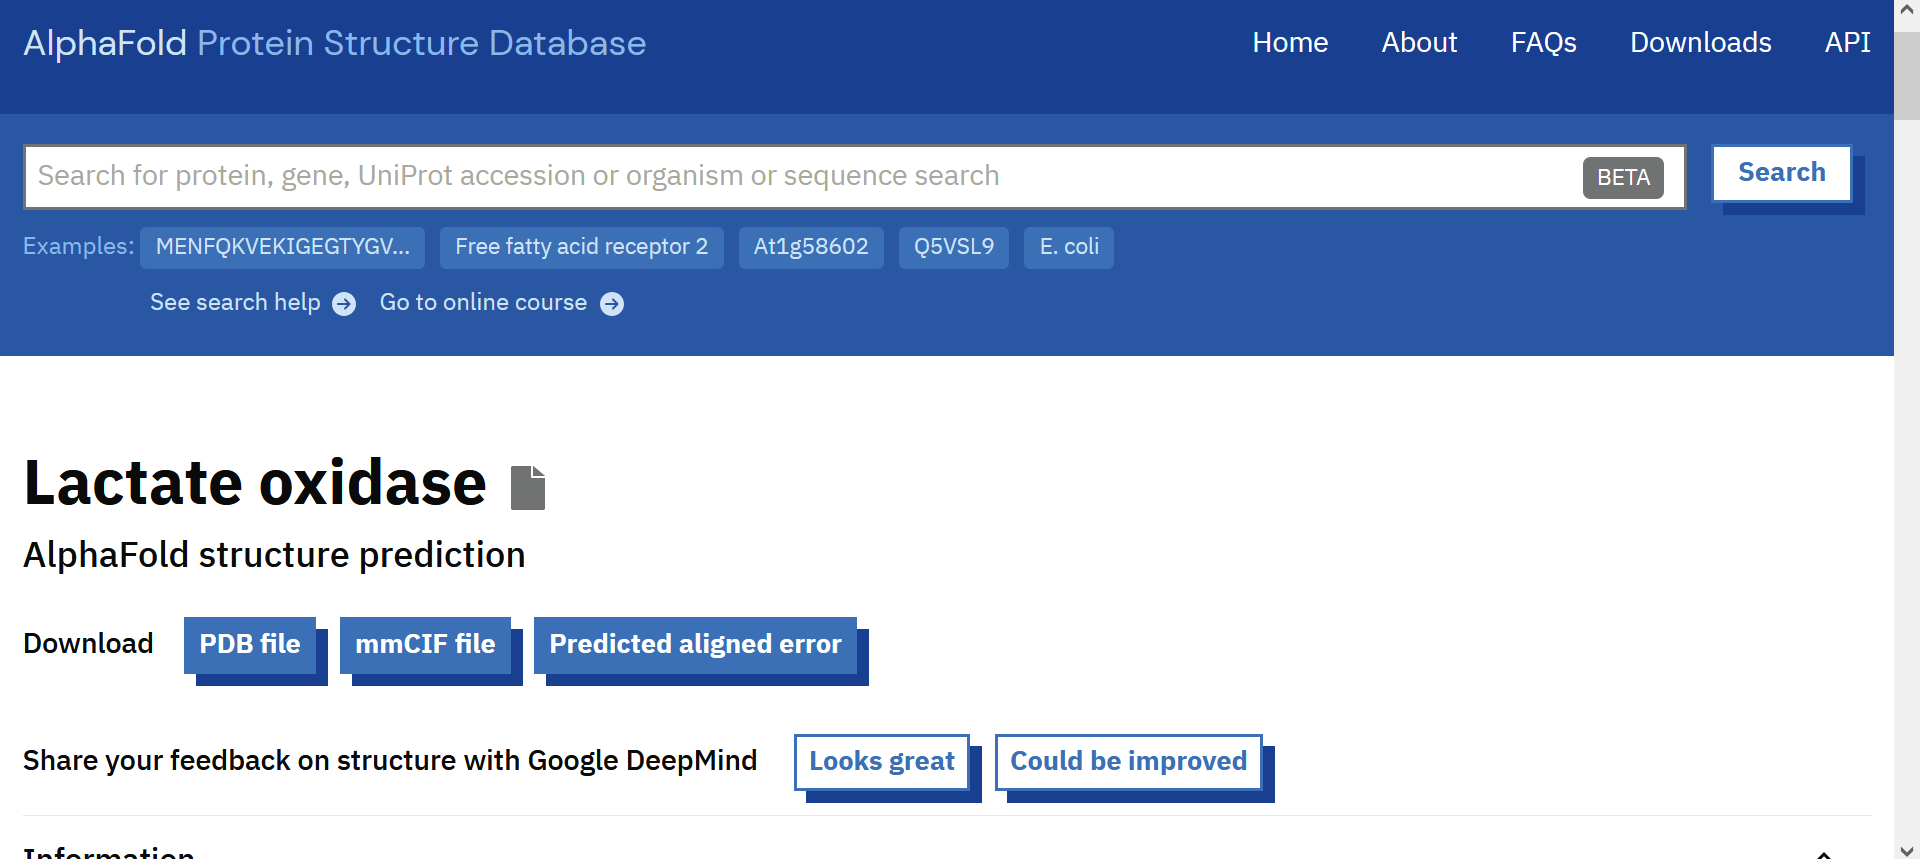 AlphaFold Protein Structure Database
Home About FAQs Downloads API
Search for protein, gene, UniProt accession or organism or sequence search BETA Search
Examples: MENFQKVEKIGEGTYGV... Free fatty acid receptor 2 At1g58602 Q5VSL9 E. coli
See search help Go to online course
Lactate oxidase
AlphaFold structure prediction
Download PDB file mmCIF file Predicted aligned error
Share your feedback on structure with Google DeepMind Looks great Could be improved
Information